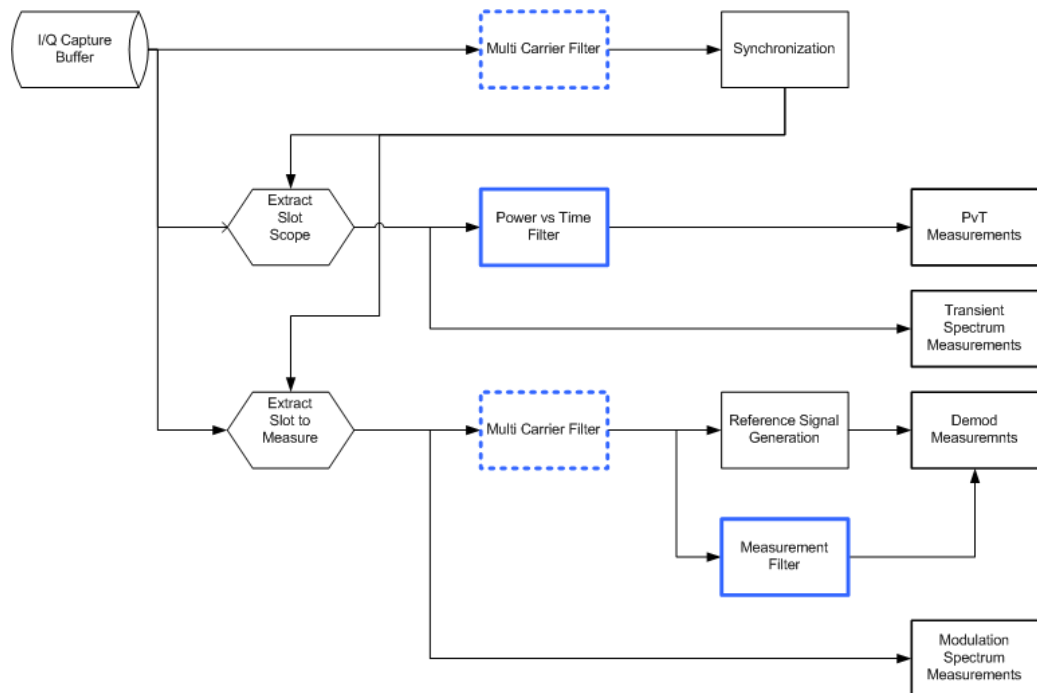 I/Q Capture
Buffer
Multi Carrier Filter
Synchronization
Extract
Slot
Scope
Power vs Time
Filter
PvT
Measurements
Transient
Spectrum
Measurements
Extract
Slot to
Measure
Multi Carrier Filter
Reference Signal
Generation
Demod
Measuremnts
Measurement
Filter
Modulation
Spectrum
Measurements